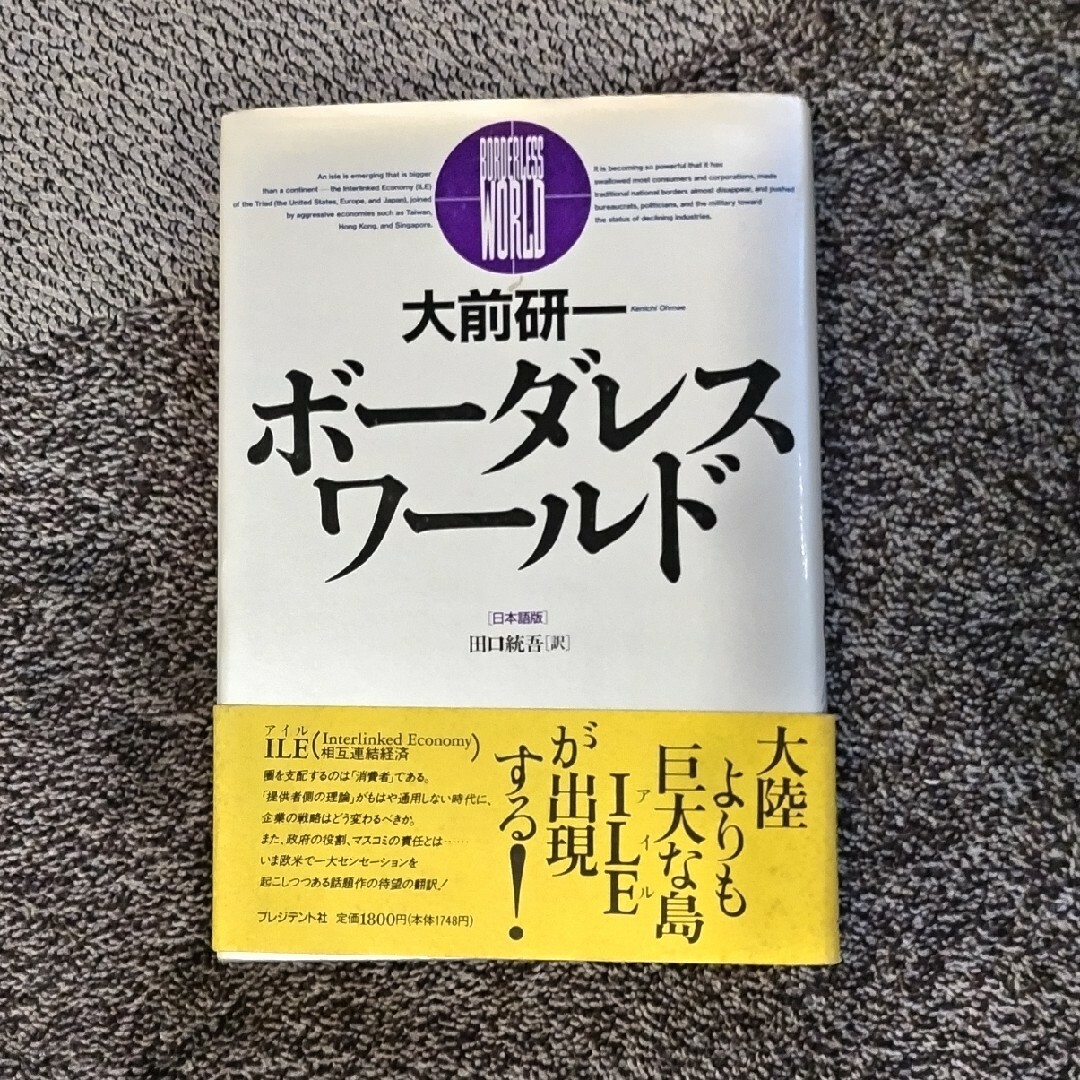 An isle is emerging that is bigger
than a continent — the Interlinked Economy (ILE)
of the Triad (the United States, Europe, and Japan), joined
by aggressive economies such as Taiwan,
Hong Kong, and Singapore.
BORDERLESS
WORLD
It is becoming so powerful that it has
swallowed most consumers and corporations, made
traditional national borders almost disappear, and pushed
bureaucrats, politicians, and the military toward
the status of declining industries.
大前研一 Kenichi Ohmae
ボーダレス
ワールド
[日本語版]
田口統吾[訳]
大陸
よりも
巨大な島
ILE
アイル
が出現
する!
アイル
ILE(Interlinked Economy)
相互連結経済
圏を支配するのは「消費者」である。
「提供者側の理論」がもはや通用しない時代に、
企業の戦略はどう変わるべきか。
また、政府の役割、マスコミの責任とは……
いま欧米で一大センセーションを
起こしつつある話題作の待望の翻訳!
プレジデント社 定価1800円(本体1748円)